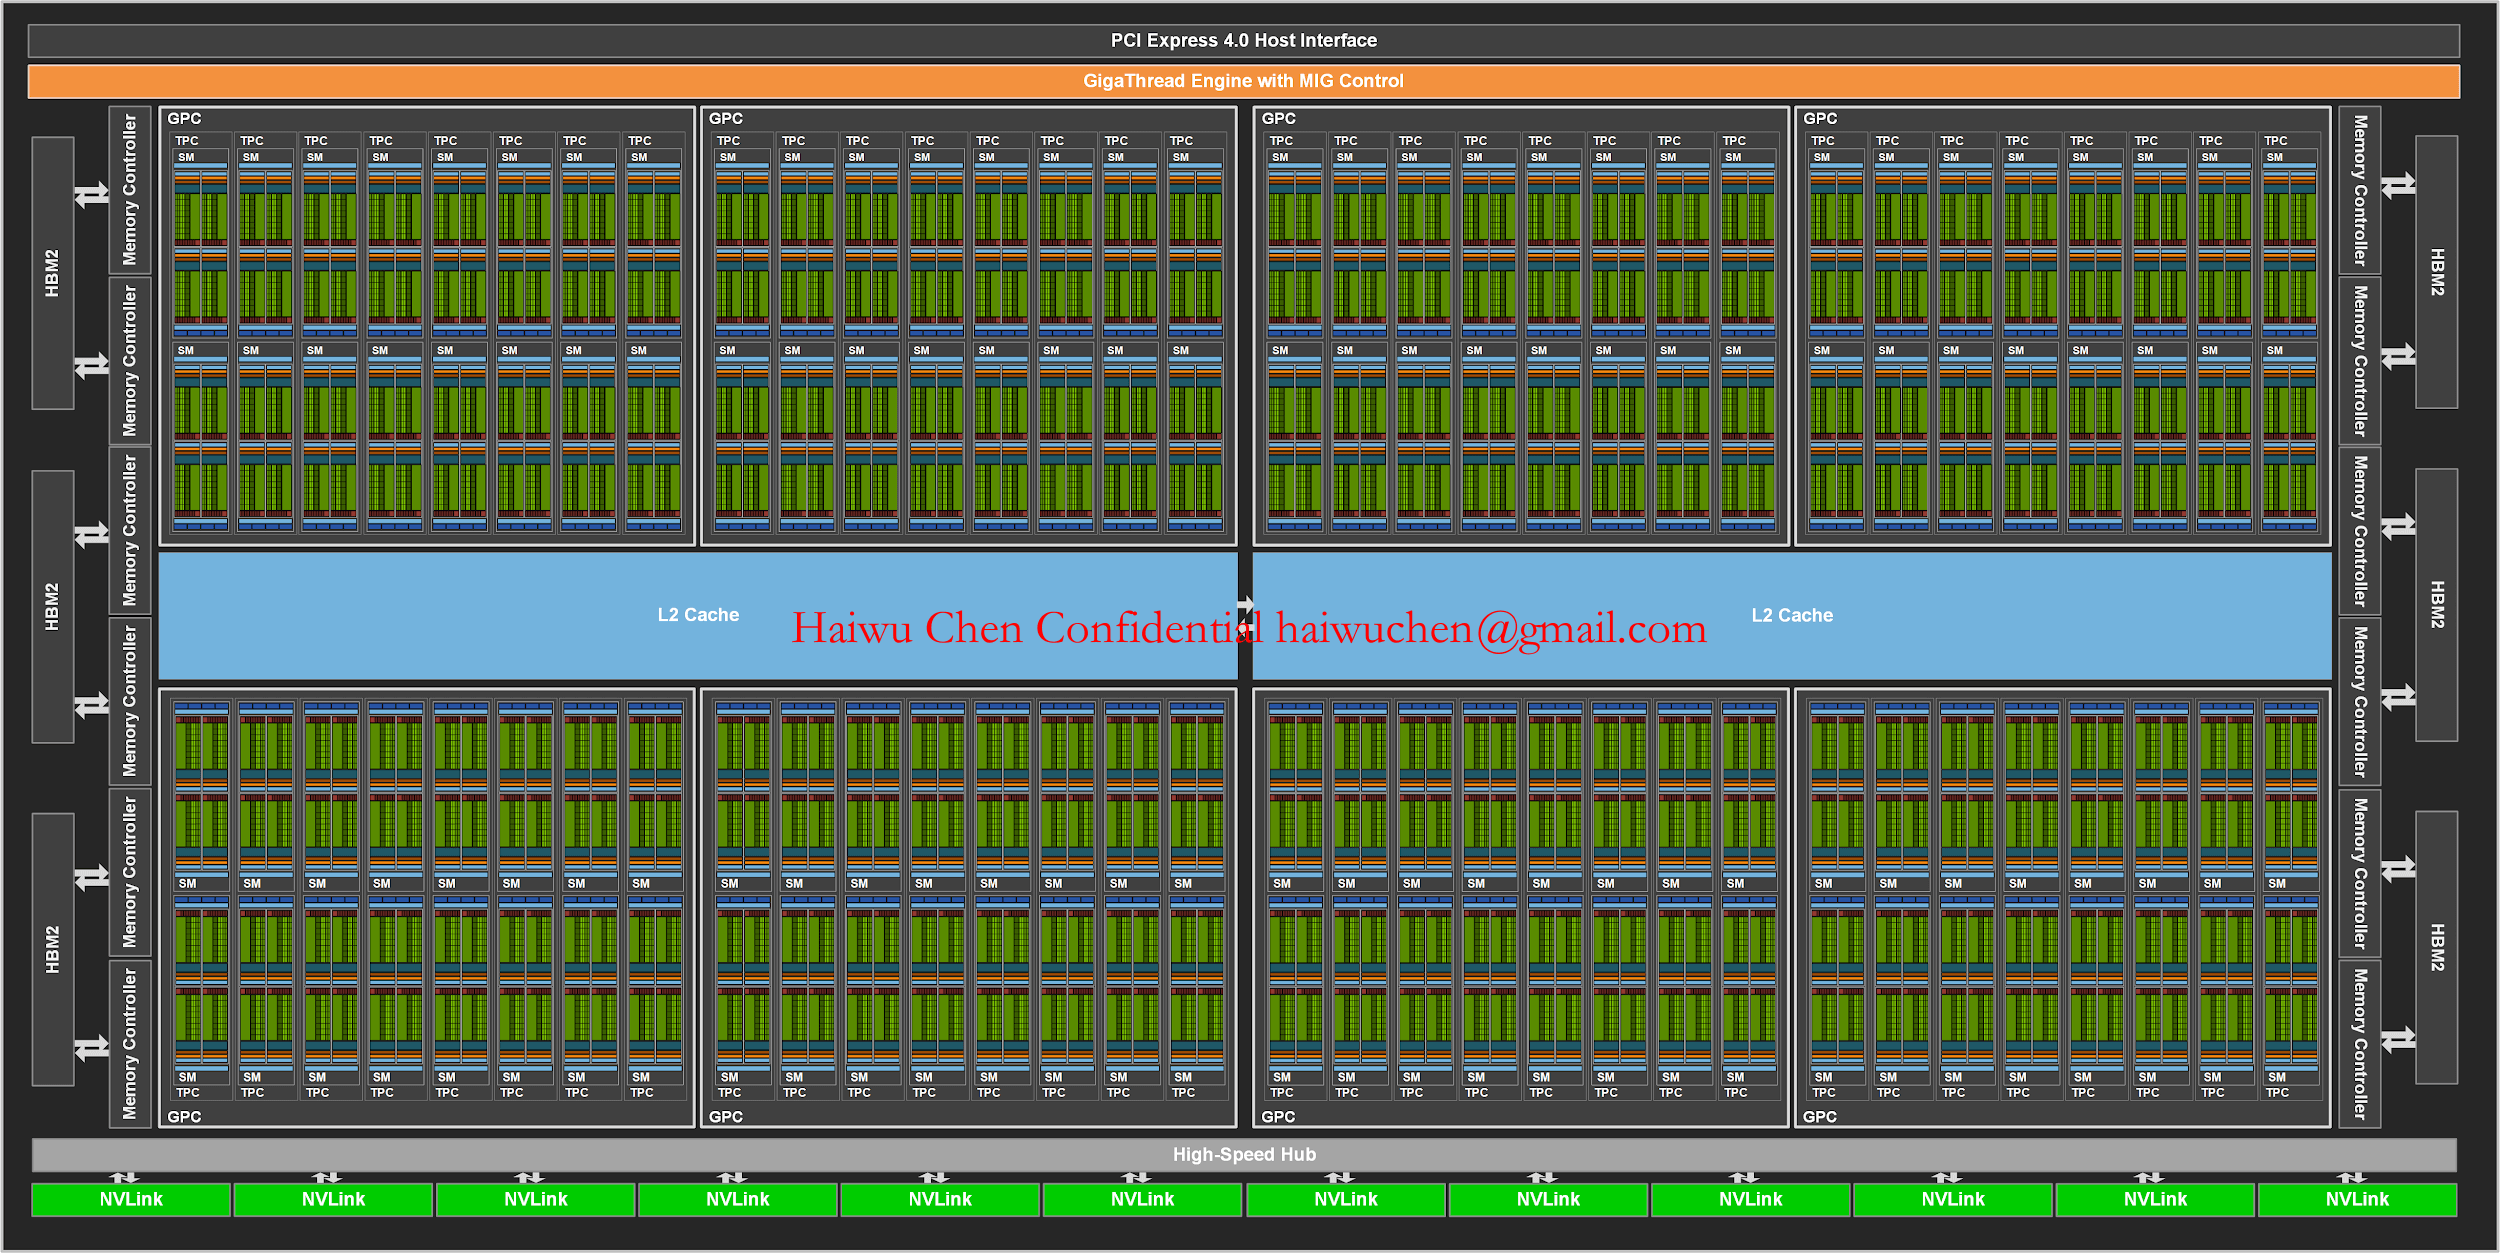 PCI Express 4.0 Host Interface
GigaThread Engine with MIG Control
GPC GPC GPC GPC
TPC TPC TPC TPC TPC TPC TPC TPC TPC TPC TPC TPC TPC TPC TPC TPC TPC TPC TPC TPC TPC TPC TPC TPC TPC TPC TPC TPC TPC TPC TPC TPC
SM SM SM SM SM SM SM SM SM SM SM SM SM SM SM SM SM SM SM SM SM SM SM SM SM SM SM SM SM SM SM SM
SM SM SM SM SM SM SM SM SM SM SM SM SM SM SM SM SM SM SM SM SM SM SM SM SM SM SM SM SM SM SM SM
HBM2
HBM2
HBM2
Memory Controller
Memory Controller
Memory Controller
Memory Controller
Memory Controller
Memory Controller
L2 Cache
L2 Cache
Haiwu Chen Confidential haiwuchen@gmail.com
Memory Controller
Memory Controller
Memory Controller
Memory Controller
Memory Controller
Memory Controller
HBM2
HBM2
HBM2
SM SM SM SM SM SM SM SM SM SM SM SM SM SM SM SM SM SM SM SM SM SM SM SM SM SM SM SM SM SM SM SM
SM SM SM SM SM SM SM SM SM SM SM SM SM SM SM SM SM SM SM SM SM SM SM SM SM SM SM SM SM SM SM SM
TPC TPC TPC TPC TPC TPC TPC TPC TPC TPC TPC TPC TPC TPC TPC TPC TPC TPC TPC TPC TPC TPC TPC TPC TPC TPC TPC TPC TPC TPC TPC TPC
GPC GPC GPC GPC
High-Speed Hub
NVLink NVLink NVLink NVLink NVLink NVLink NVLink NVLink NVLink NVLink NVLink NVLink